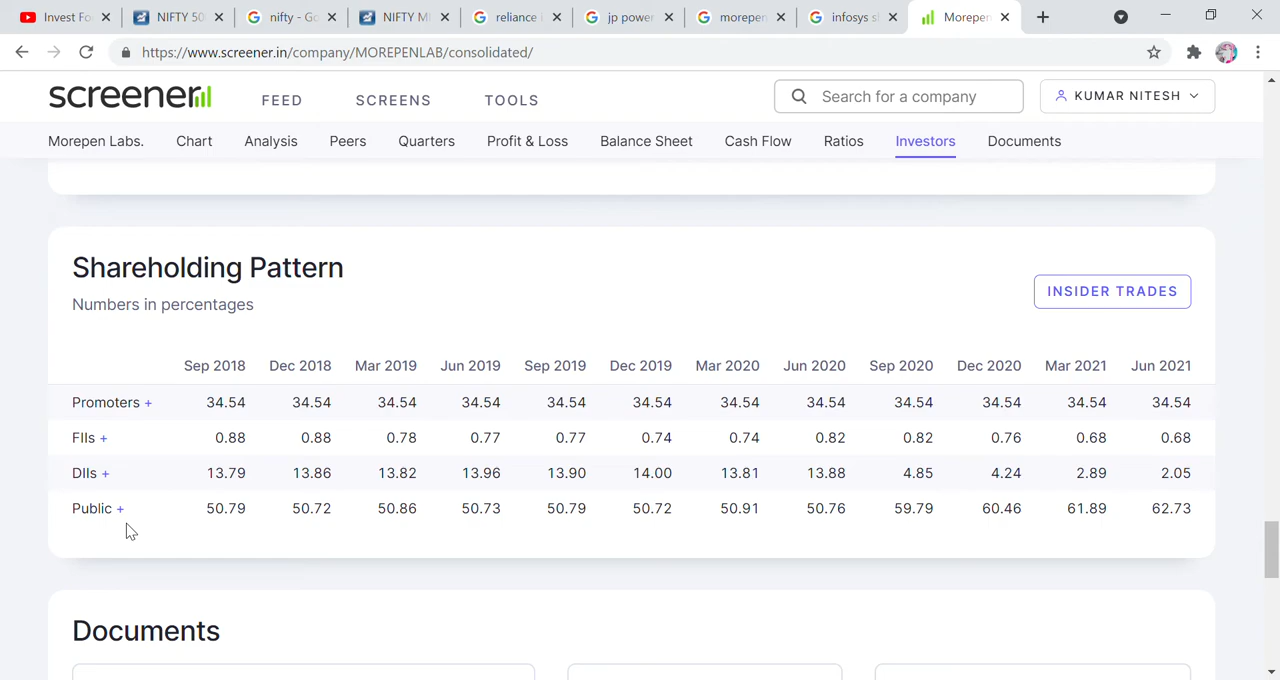 Invest Fo
NIFTY 50
nifty - Go
NIFTY MI
reliance i
jp power
morepen
infosys s
Morepen
https://www.screener.in/company/MOREPENLAB/consolidated/
screener
FEED
SCREENS
TOOLS
Search for a company
KUMAR NITESH
Morepen Labs.
Chart
Analysis
Peers
Quarters
Profit & Loss
Balance Sheet
Cash Flow
Ratios
Investors
Documents
Shareholding Pattern
Numbers in percentages
INSIDER TRADES
Sep 2018 Dec 2018 Mar 2019 Jun 2019 Sep 2019 Dec 2019 Mar 2020 Jun 2020 Sep 2020 Dec 2020 Mar 2021 Jun 2021
Promoters + 34.54 34.54 34.54 34.54 34.54 34.54 34.54 34.54 34.54 34.54 34.54 34.54
FIIs + 0.88 0.88 0.78 0.77 0.77 0.74 0.74 0.82 0.82 0.76 0.68 0.68
DIIs + 13.79 13.86 13.82 13.96 13.90 14.00 13.81 13.88 4.85 4.24 2.89 2.05
Public + 50.79 50.72 50.86 50.73 50.79 50.72 50.91 50.76 59.79 60.46 61.89 62.73
Documents